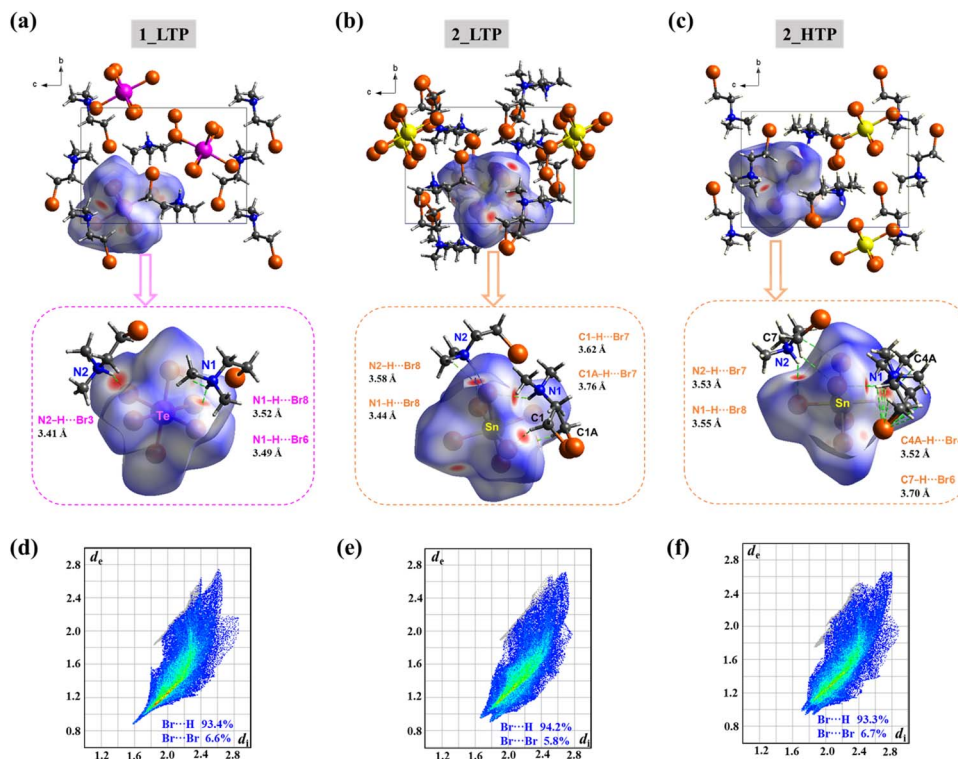 (a)
1_LTP
(b)
2_LTP
(c)
2_HTP
b
c
b
c
b
c
N2
N1
Te
N2–H···Br3
3.41 Å
N1–H···Br8
3.52 Å
N1–H···Br6
3.49 Å
N2
N1
C1
C1A
Sn
N2–H···Br8
3.58 Å
N1–H···Br8
3.44 Å
C1–H···Br7
3.62 Å
C1A–H···Br7
3.76 Å
C7
N2
C4A
N1
Sn
N2–H···Br7
3.53 Å
N1–H···Br8
3.55 Å
C4A–H···Br
3.52 Å
C7–H···Br6
3.70 Å
(d)
de
2.8
2.4
2.0
1.6
1.2
0.8
Br···H 93.4%
Br···Br 6.6%
di
1.2 1.6 2.0 2.4 2.8
(e)
de
2.8
2.4
2.0
1.6
1.2
0.8
Br···H 94.2%
Br···Br 5.8%
di
1.2 1.6 2.0 2.4 2.8
(f)
de
2.8
2.4
2.0
1.6
1.2
0.8
Br···H 93.3%
Br···Br 6.7%
di
1.2 1.6 2.0 2.4 2.8